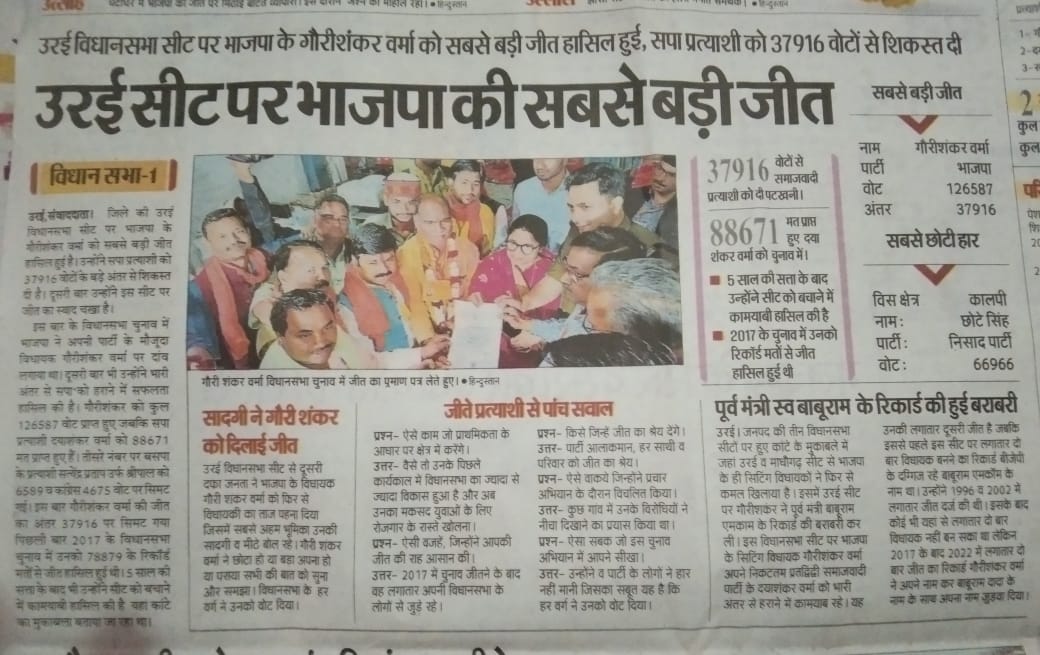 उत्साह
उरई विधानसभा सीट पर भाजपा के गौरीशंकर वर्मा को सबसे बड़ी जीत हासिल हुई, सपा प्रत्याशी को 37916 वोटों से शिकस्त दी
उरई सीट पर भाजपा की सबसे बड़ी जीत
विधान सभा-1
उरई, संवाददाता। जिले की उरई
विधानसभा सीट पर भाजपा के
गौरीशंकर वर्मा को सबसे बड़ी जीत
हासिल हुई है। उन्होंने सपा प्रत्याशी को
37916 वोटों के बड़े अंतर से शिकस्त
दी है। दूसरी बार उन्होंने इस सीट पर
जीत का स्वाद चखा है।
इस बार के विधानसभा चुनाव में
भाजपा ने अपनी पार्टी के मौजूदा
विधायक गौरीशंकर वर्मा पर दांव
लगाया था। दूसरी बार भी उन्होंने भारी
अंतर से सपा को हराने में सफलता
हासिल की है। गौरीशंकर को कुल
126587 वोट प्राप्त हुए जबकि सपा
प्रत्याशी दयाशंकर वर्मा को 88671
मत प्राप्त हुए हैं। तीसरे नंबर पर बसपा
के प्रत्याशी सत्येन्द्र प्रताप उर्फ श्रीपाल को
6589 व कांग्रेस 4675 वोट पर सिमट
गई। इस बार गौरीशंकर वर्मा की जीत
का अंतर 37916 पर सिमट गया
पिछली बार 2017 के विधानसभा
चुनाव में उनको 78879 के रिकॉर्ड
मतों से जीत हासिल हुई थी। 5 साल की
सत्ता के बाद भी उन्होंने सीट को बचाने
में कामयाबी हासिल की है यहां कांटे
का मुकाबला बताया जा रहा था।
गौरी शंकर वर्मा विधानसभा चुनाव में जीत का प्रमाण पत्र लेते हुए। • हिन्दुस्तान
37916 वोटों से
समाजवादी
प्रत्याशी को दी पटखनी।
88671 मत प्राप्त
हुए दया
शंकर वर्मा को चुनाव में।
■ 5 साल की सत्ता के बाद
उन्होंने सीट को बचाने में
कामयाबी हासिल की है
■ 2017 के चुनाव में उनको
रिकॉर्ड मतों से जीत
हासिल हुई थी
सबसे बड़ी जीत
नाम गौरीशंकर वर्मा
पार्टी भाजपा
वोट 126587
अंतर 37916
सबसे छोटी हार
विस क्षेत्र कालपी
नाम : छोटे सिंह
पार्टी : निसाद पार्टी
वोट : 66966
सादगी ने गौरी शंकर
को दिलाई जीत
उरई विधानसभा सीट से दूसरी
दफा जनता ने भाजपा के विधायक
गौरी शंकर वर्मा को फिर से
विधायकी का ताज पहना दिया
जिसमें सबसे अहम भूमिका उनकी
सादगी व मीठे बोल रहे। गौरी शंकर
वर्मा ने छोटा हो या बड़ा अपना हो
या पराया सभी की बात को सुना
और समझा। विधानसभा के हर
वर्ग ने उनको वोट दिया।
जीते प्रत्याशी से पांच सवाल
प्रश्न- ऐसे काम जो प्राथमिकता के
आधार पर क्षेत्र में करेंगे।
उत्तर- वैसे तो उनके पिछले
कार्यकाल में विधानसभा का ज्यादा से
ज्यादा विकास हुआ है और अब
उनका मकसद युवाओं के लिए
रोजगार के रास्ते खोलना।
प्रश्न- ऐसी वजहें, जिन्होंने आपकी
जीत की राह आसान की।
उत्तर- 2017 में चुनाव जीतने के बाद
वह लगातार अपनी विधानसभा के
लोगों से जुड़े रहे।
प्रश्न- किसे जिन्हें जीत का श्रेय देंगे।
उत्तर- पार्टी आलाकमान, हर साथी व
परिवार को जीत का श्रेय।
प्रश्न- ऐसे वाकये जिन्होंने प्रचार
अभियान के दौरान विचलित किया।
उत्तर- कुछ गांव में उनके विरोधियों ने
नीचा दिखाने का प्रयास किया था।
प्रश्न- ऐसा सबक जो इस चुनाव
अभियान में आपने सीखा।
उत्तर- उन्होंने व पार्टी के लोगों ने हार
नहीं मानी जिसका सबूत यह है कि
हर वर्ग ने उनको वोट दिया।
पूर्व मंत्री स्व बाबूराम के रिकार्ड की हुई बराबरी
उरई। जनपद की तीन विधानसभा
सीटों पर हुए कांटे के मुकाबले में
जहां उरई व माधौगढ़ सीट से भाजपा
के ही सिटिंग विधायकों ने फिर से
कमल खिलाया है। इसमें उरई सीट
पर गौरीशंकर ने पूर्व मंत्री बाबूराम
एमकाम के रिकार्ड की बराबरी कर
ली। इस विधानसभा सीट पर भाजपा
के सिटिंग विधायक गौरीशंकर वर्मा
अपने निकटतम प्रतिद्विंदी समाजवादी
पार्टी के दयाशंकर वर्मा को भारी
अंतर से हराने में कामयाब रहे। यह
उनकी लगातार दूसरी जीत है जबकि
इससे पहले इस सीट पर लगातार दो
बार विधायक बनने का रिकार्ड बीजेपी
के दग्गिज रहे बाबूराम एमकॉम के
नाम था। उन्होंने 1996 व 2002 में
लगातार जीत दर्ज की थी। इसके बाद
कोई भी यहां से लगातार दो बार
विधायक नहीं बन सका था लेकिन
2017 के बाद 2022 में लगातार दो
बार जीत का रिकार्ड गौरीशंकर वर्मा
ने अपने नाम कर बाबूराम दादा के
नाम के साथ अपना नाम जुड़वा दिया।